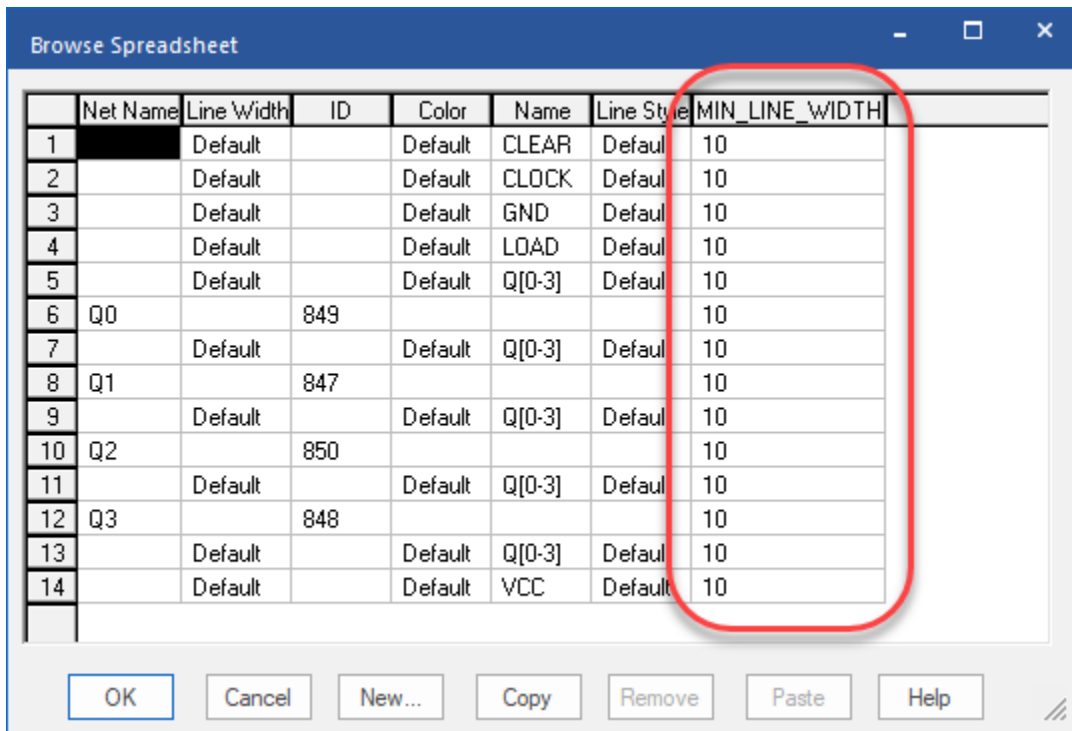 Browse Spreadsheet
Net Name Line Width ID Color Name Line Style MIN_LINE_WIDTH
1 Default Default CLEAR Defaul 10
2 Default Default CLOCK Defaul 10
3 Default Default GND Defaul 10
4 Default Default LOAD Defaul 10
5 Default Default Q[0-3] Defaul 10
6 Q0 849 10
7 Default Default Q[0-3] Defaul 10
8 Q1 847 10
9 Default Default Q[0-3] Defaul 10
10 Q2 850 10
11 Default Default Q[0-3] Defaul 10
12 Q3 848 10
13 Default Default Q[0-3] Defaul 10
14 Default Default VCC Default 10
OK Cancel New... Copy Remove Paste Help